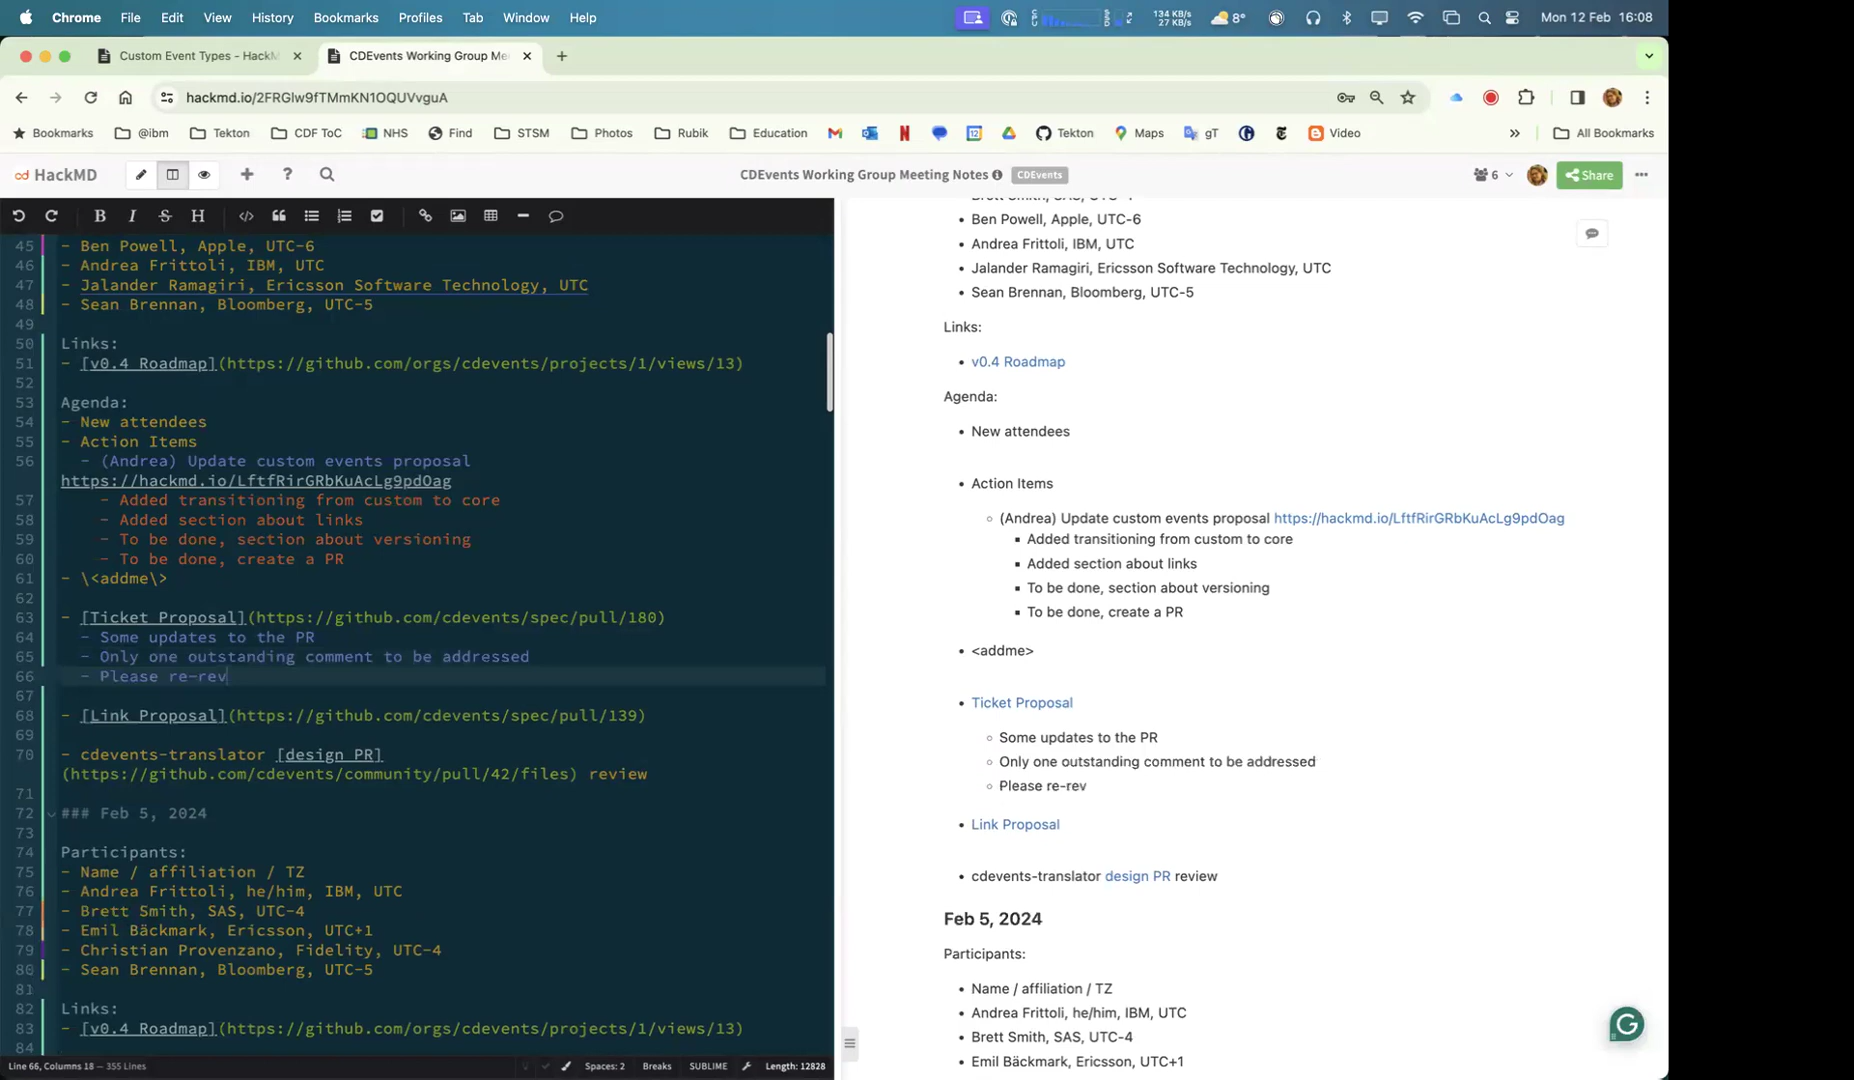 Chrome File Edit View History Bookmarks Profiles Tab Window Help 134 KB/s 27 KB/s 8° Mon 12 Feb 16:08
Custom Event Types - HackM CDEvents Working Group Me
hackmd.io/2FRGlw9fTMmKN1OQUVvguA
Bookmarks @ibm Tekton CDF ToC NHS Find STSM Photos Rubik Education Tekton Maps gT Video All Bookmarks
HackMD CDEvents Working Group Meeting Notes CDEvents 6 Share
45 - Ben Powell, Apple, UTC-6
46 - Andrea Frittoli, IBM, UTC
47 - Jalander Ramagiri, Ericsson Software Technology, UTC
48 - Sean Brennan, Bloomberg, UTC-5
49
50 Links:
51 - [v0.4 Roadmap](https://github.com/orgs/cdevents/projects/1/views/13)
52
53 Agenda:
54 - New attendees
55 - Action Items
56 - (Andrea) Update custom events proposal
https://hackmd.io/LftfRirGRbKuAcLg9pdOag
57 - Added transitioning from custom to core
58 - Added section about links
59 - To be done, section about versioning
60 - To be done, create a PR
61 - \<addme\>
62
63 - [Ticket Proposal](https://github.com/cdevents/spec/pull/180)
64 - Some updates to the PR
65 - Only one outstanding comment to be addressed
66 - Please re-rev
67
68 - [Link Proposal](https://github.com/cdevents/spec/pull/139)
69
70 - cdevents-translator [design PR]
(https://github.com/cdevents/community/pull/42/files) review
71
72 ### Feb 5, 2024
73
74 Participants:
75 - Name / affiliation / TZ
76 - Andrea Frittoli, he/him, IBM, UTC
77 - Brett Smith, SAS, UTC-4
78 - Emil Bäckmark, Ericsson, UTC+1
79 - Christian Provenzano, Fidelity, UTC-4
80 - Sean Brennan, Bloomberg, UTC-5
81
82 Links:
83 - [v0.4 Roadmap](https://github.com/orgs/cdevents/projects/1/views/13)
84
Line 66, Columns 18 — 355 Lines Spaces: 2 Breaks SUBLIME Length: 12828
• Ben Powell, Apple, UTC-6
• Andrea Frittoli, IBM, UTC
• Jalander Ramagiri, Ericsson Software Technology, UTC
• Sean Brennan, Bloomberg, UTC-5
Links:
• v0.4 Roadmap
Agenda:
• New attendees
• Action Items
(Andrea) Update custom events proposal https://hackmd.io/LftfRirGRbKuAcLg9pdOag
Added transitioning from custom to core
Added section about links
To be done, section about versioning
To be done, create a PR
• <addme>
• Ticket Proposal
Some updates to the PR
Only one outstanding comment to be addressed
Please re-rev
• Link Proposal
• cdevents-translator design PR review
Feb 5, 2024
Participants:
• Name / affiliation / TZ
• Andrea Frittoli, he/him, IBM, UTC
• Brett Smith, SAS, UTC-4
• Emil Bäckmark, Ericsson, UTC+1